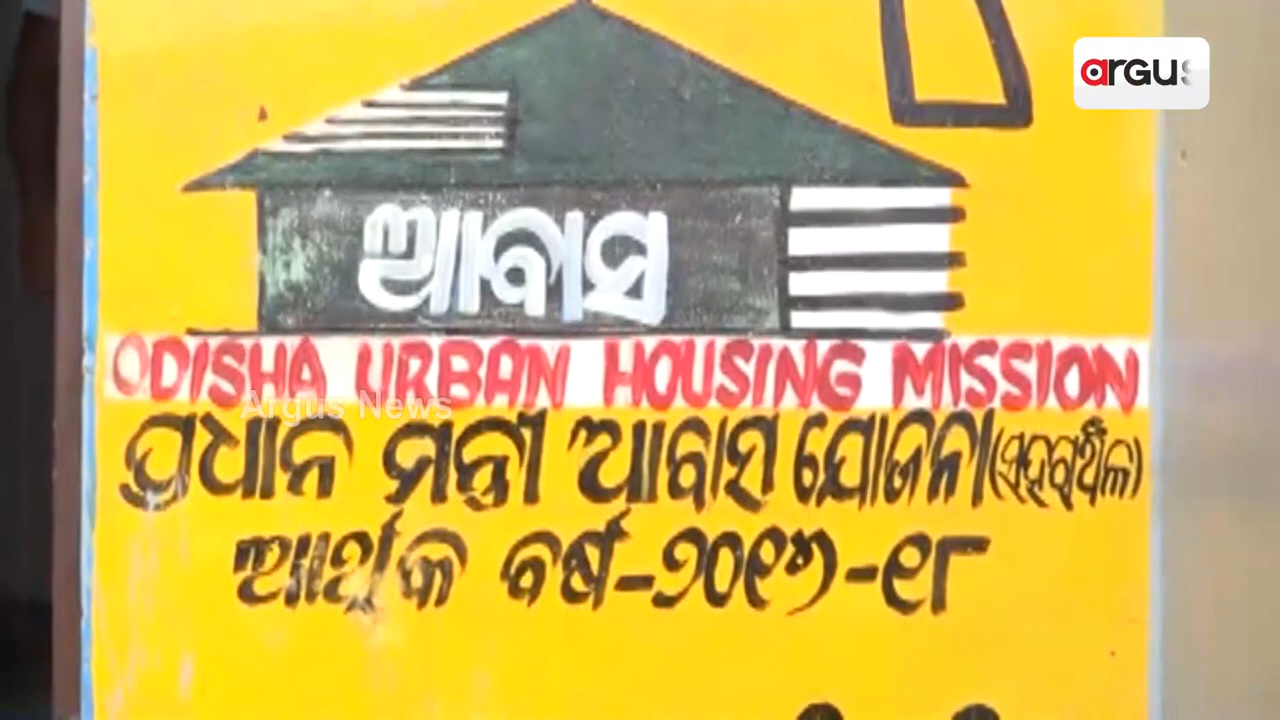 argus
ଆବାସ
ODISHA URBAN HOUSING MISSION
Argus News
ପ୍ରଧାନ ମନ୍ତ୍ରୀ ଆବାସ ଯୋଜନା (ସହରାଞ୍ଚଳ)
ଆର୍ଥିକ ବର୍ଷ-୨୦୧୭-୧୮